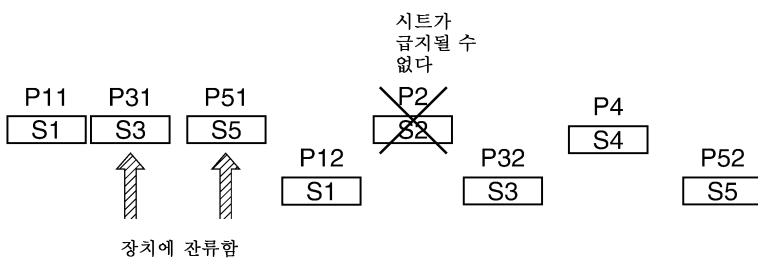 시트가
급지될 수
없다
P11 P31 P51 P2 P4
S1 S3 S5 S2 S4
P12 P32 P52
S1 S3 S5
장치에 잔류함